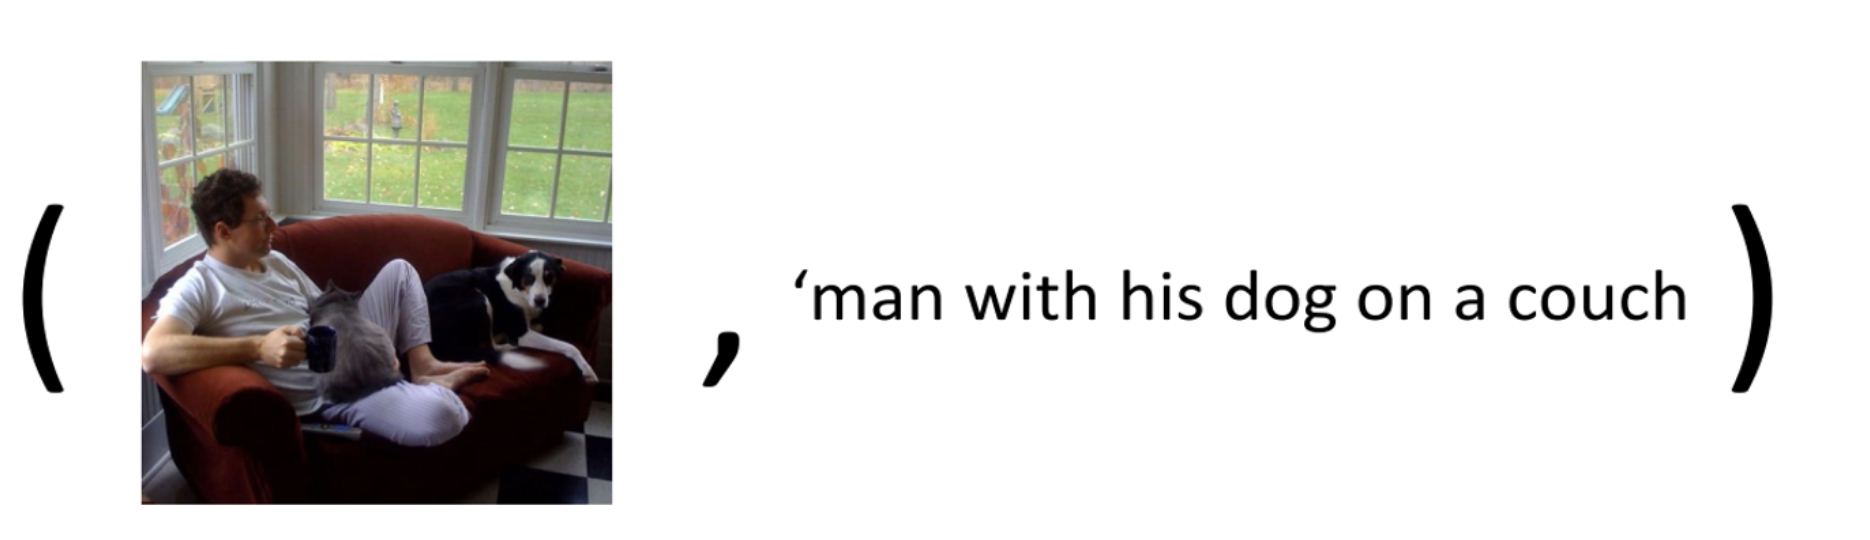 ( , ‘man with his dog on a couch )